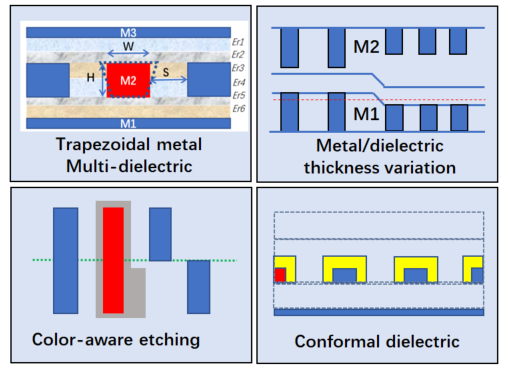 M3
W
Er1
Er2
Er3
H
M2
S
Er4
Er5
Er6
M1
Trapezoidal metal
Multi-dielectric
M2
M1
Metal/dielectric
thickness variation
Color-aware etching
Conformal dielectric